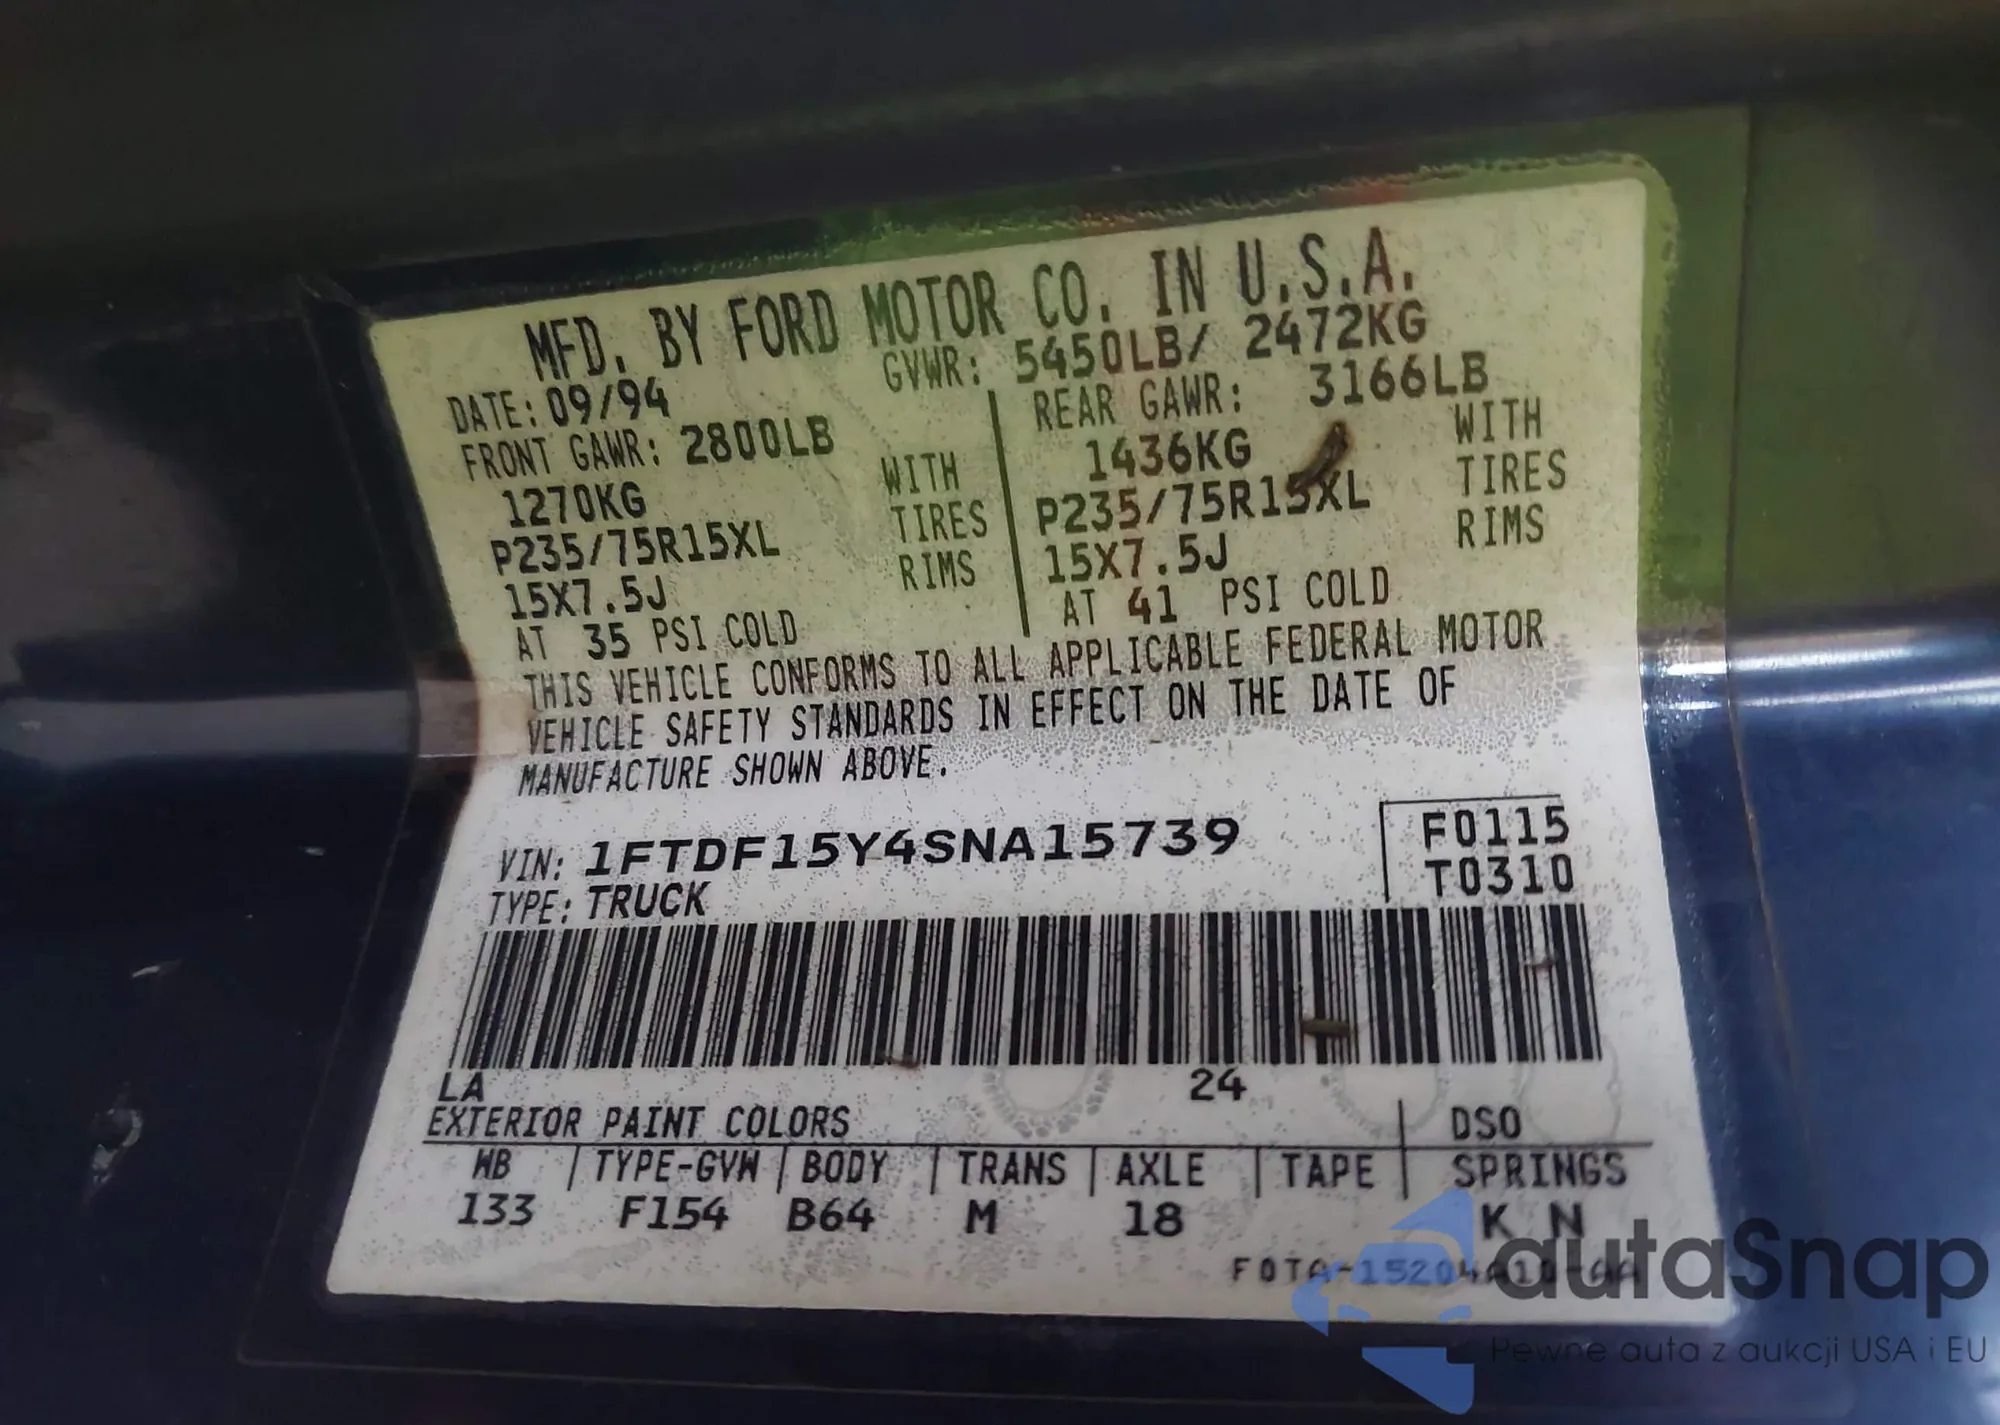 MFD. BY FORD MOTOR CO. IN U.S.A.
DATE: 09/94 GVWR: 5450LB/ 2472KG
FRONT GAWR: 2800LB REAR GAWR: 3166LB
1270KG WITH 1436KG WITH
P235/75R15XL TIRES P235/75R15XL TIRES
15X7.5J RIMS 15X7.5J RIMS
AT 35 PSI COLD AT 41 PSI COLD
THIS VEHICLE CONFORMS TO ALL APPLICABLE FEDERAL MOTOR
VEHICLE SAFETY STANDARDS IN EFFECT ON THE DATE OF
MANUFACTURE SHOWN ABOVE.
VIN: 1FTDF15Y4SNA15739 F0115
TYPE: TRUCK T0310
LA 24
EXTERIOR PAINT COLORS DSO
WB TYPE-GVW BODY TRANS AXLE TAPE SPRINGS
133 F154 B64 M 18 K N
F0TA-15204A10-AA
autaSnap
Pewne auta z aukcji USA i EU